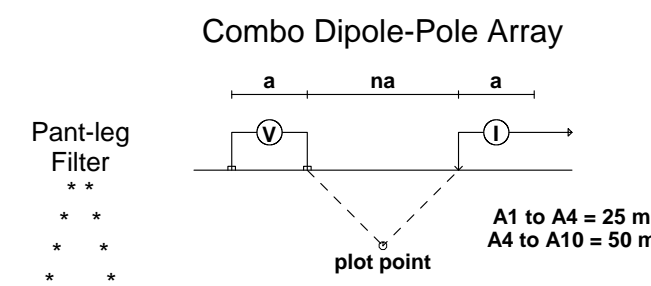 Combo Dipole-Pole Array
a na a
Pant-leg
Filter
V
I
* *
* *
* *
* *
A1 to A4 = 25 m
A4 to A10 = 50 m
plot point